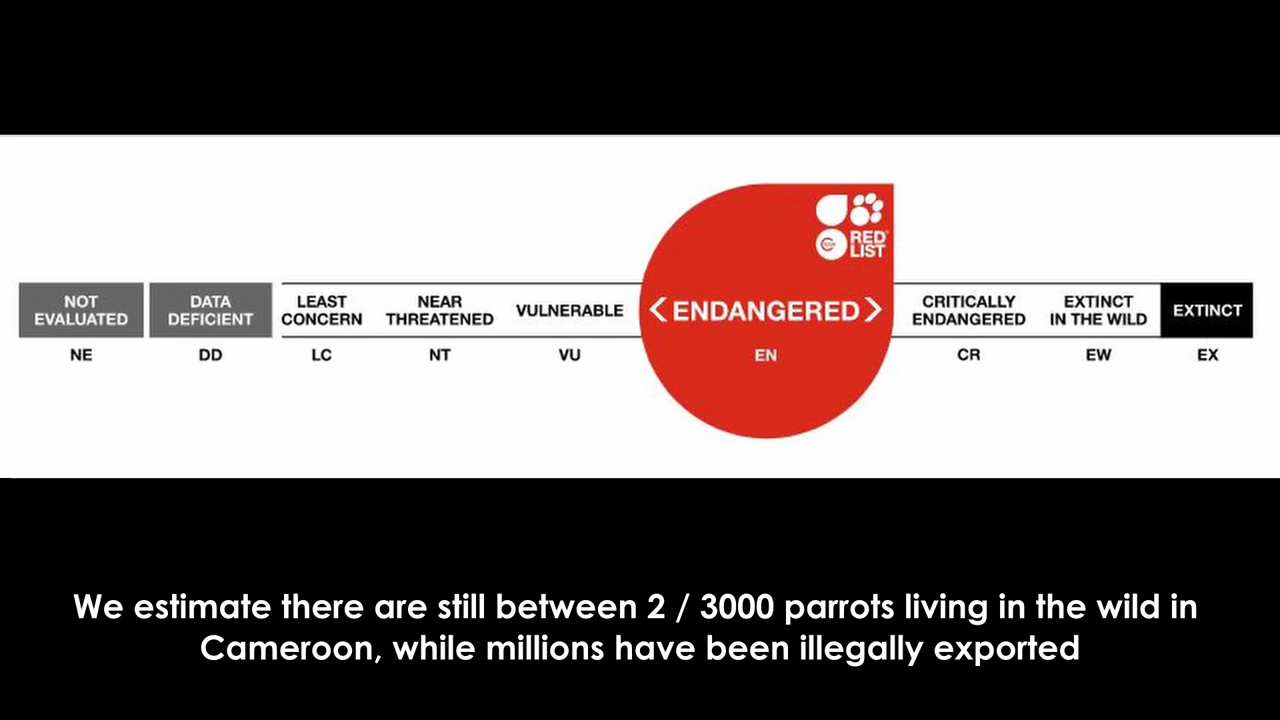 RED
LIST
NOT
EVALUATED
DATA
DEFICIENT
LEAST
CONCERN
NEAR
THREATENED
VULNERABLE
<ENDANGERED>
CRITICALLY
ENDANGERED
EXTINCT
IN THE WILD
EXTINCT
NE
DD
LC
NT
VU
EN
CR
EW
EX
We estimate there are still between 2 / 3000 parrots living in the wild in
Cameroon, while millions have been illegally exported